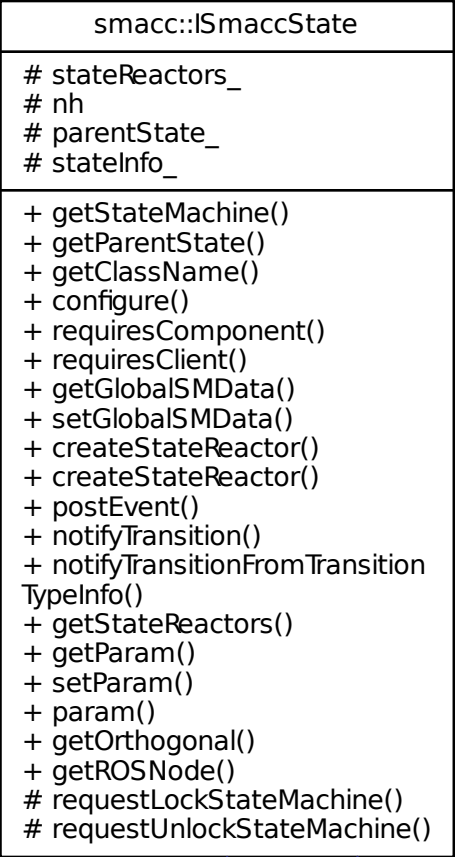 smacc::ISmaccState
# stateReactors_
# nh
# parentState_
# stateInfo_
+ getStateMachine()
+ getParentState()
+ getClassName()
+ configure()
+ requiresComponent()
+ requiresClient()
+ getGlobalSMData()
+ setGlobalSMData()
+ createStateReactor()
+ createStateReactor()
+ postEvent()
+ notifyTransition()
+ notifyTransitionFromTransition
TypeInfo()
+ getStateReactors()
+ getParam()
+ setParam()
+ param()
+ getOrthogonal()
+ getROSNode()
# requestLockStateMachine()
# requestUnlockStateMachine()